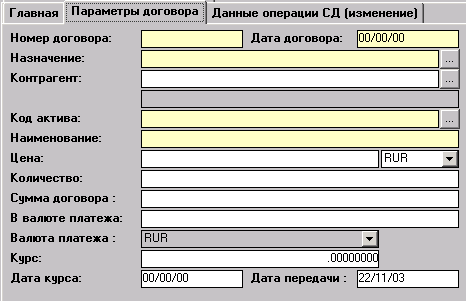 Главная Параметры договора Данные операции СД (изменение)
Номер договора: Дата договора: 00/00/00
Назначение: ...
Контрагент: ...
Код актива: ...
Наименование:
Цена: RUR
Количество:
Сумма договора :
В валюте платежа:
Валюта платежа : RUR
Курс: .00000000
Дата курса: 00/00/00 Дата передачи : 22/11/03